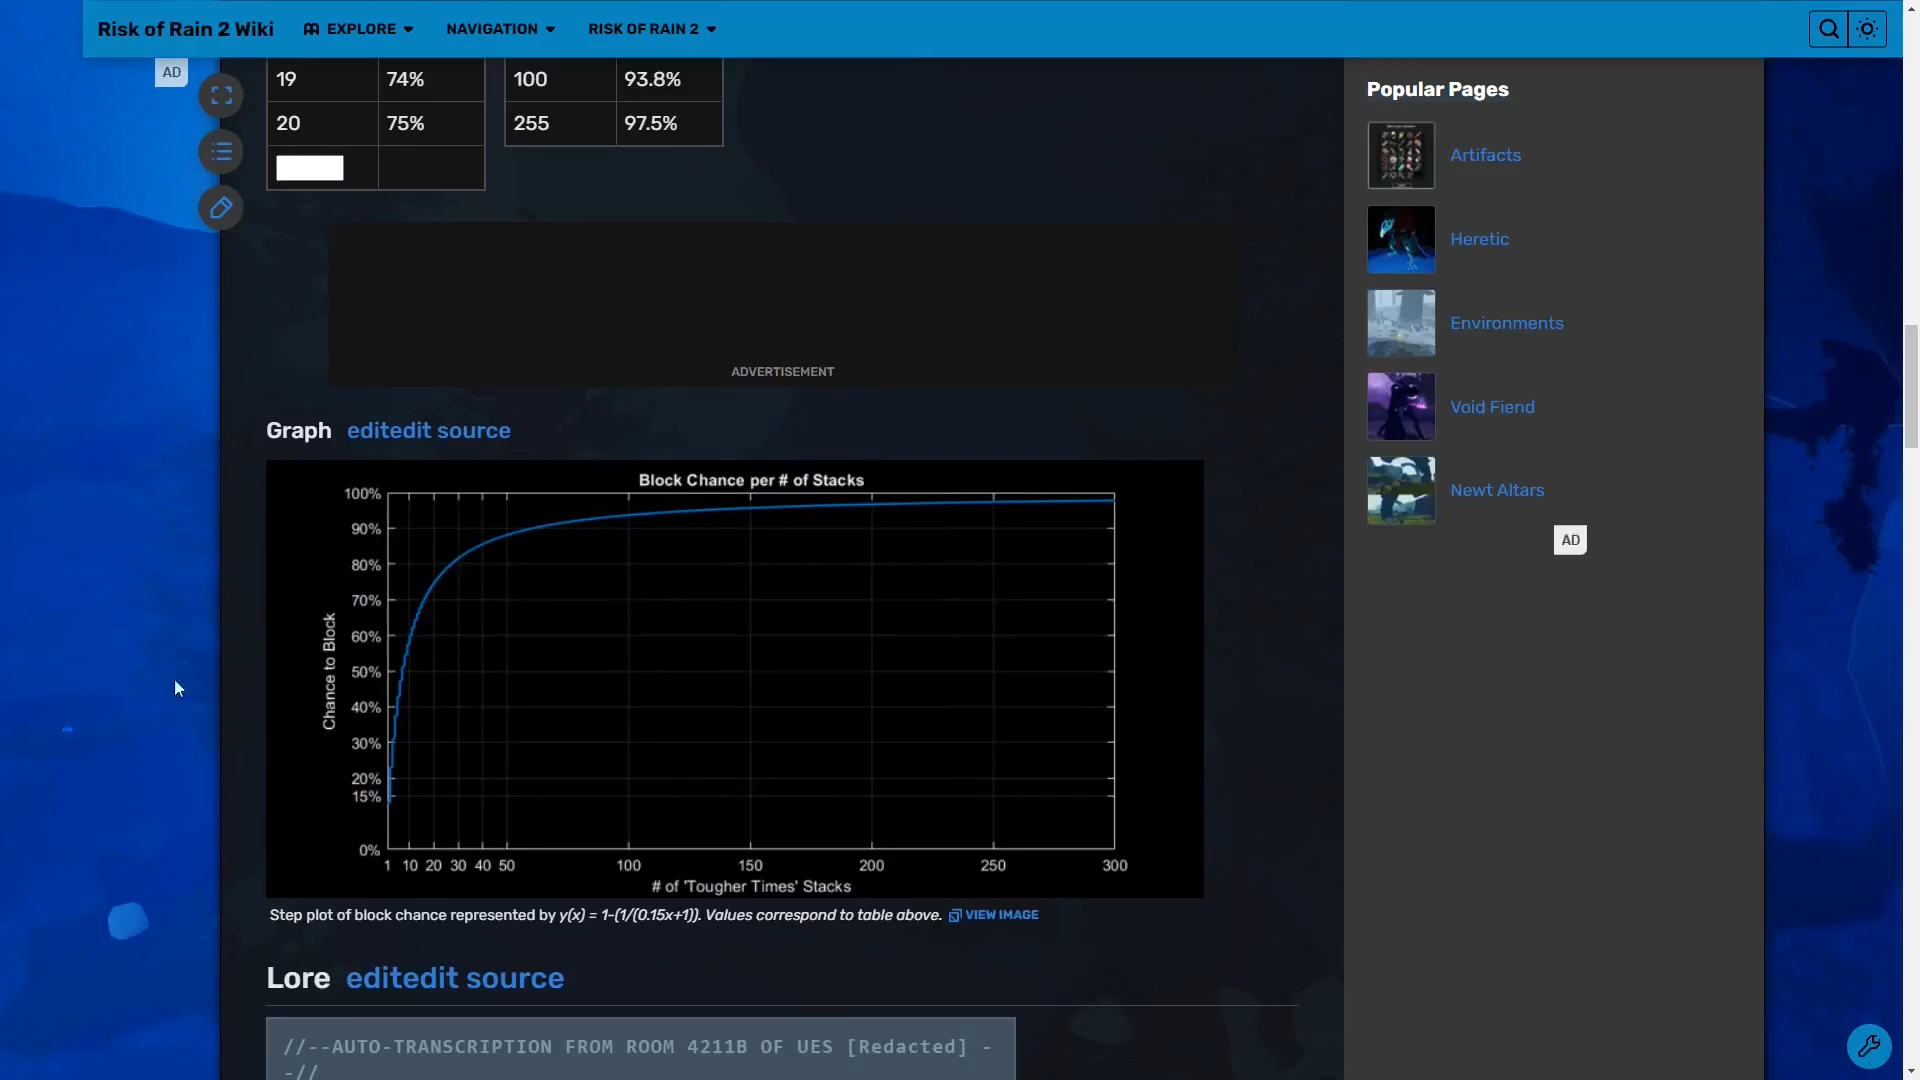 Risk of Rain 2 Wiki EXPLORE NAVIGATION RISK OF RAIN 2
AD
19 74% 100 93.8%
20 75% 255 97.5%
ADVERTISEMENT
Graph editedit source
Block Chance per # of Stacks
100%
90%
80%
70%
60%
50%
40%
30%
20%
15%
0%
Chance to Block
1 10 20 30 40 50 100 150 200 250 300
# of 'Tougher Times' Stacks
Step plot of block chance represented by y(x) = 1-(1/(0.15x+1)). Values correspond to table above. VIEW IMAGE
Lore editedit source
//--AUTO-TRANSCRIPTION FROM ROOM 4211B OF UES [Redacted] -
-//
Popular Pages
Artifacts
Heretic
Environments
Void Fiend
Newt Altars
AD